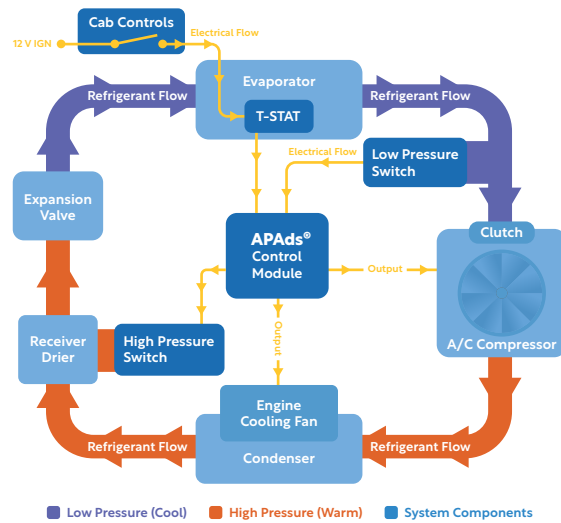 Cab Controls
12 V IGN
Electrical Flow
Refrigerant Flow
Evaporator
T-STAT
Refrigerant Flow
Electrical Flow
Low Pressure
Switch
Expansion
Valve
APAds®
Control
Module
Clutch
Output
A/C Compressor
Receiver
Drier
High Pressure
Switch
Output
Engine
Cooling Fan
Condenser
Refrigerant Flow
Refrigerant Flow
Low Pressure (Cool)
High Pressure (Warm)
System Components